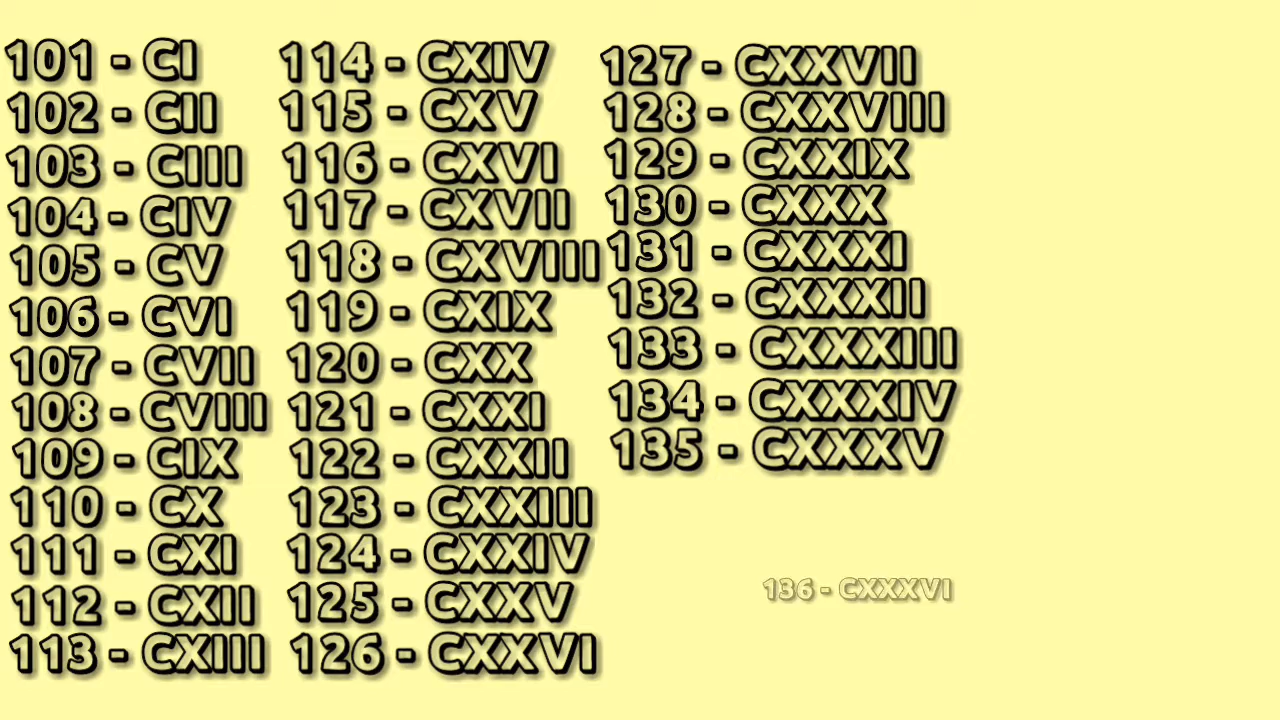 101 - CI
102 - CII
103 - CIII
104 - CIV
105 - CV
106 - CVI
107 - CVII
108 - CVIII
109 - CIX
110 - CX
111 - CXI
112 - CXII
113 - CXIII
114 - CXIV
115 - CXV
116 - CXVI
117 - CXVII
118 - CXVIII
119 - CXIX
120 - CXX
121 - CXXI
122 - CXXII
123 - CXXIII
124 - CXXIV
125 - CXXV
126 - CXXVI
127 - CXXVII
128 - CXXVIII
129 - CXXIX
130 - CXXX
131 - CXXXI
132 - CXXXII
133 - CXXXIII
134 - CXXXIV
135 - CXXXV
136 - CXXXVI